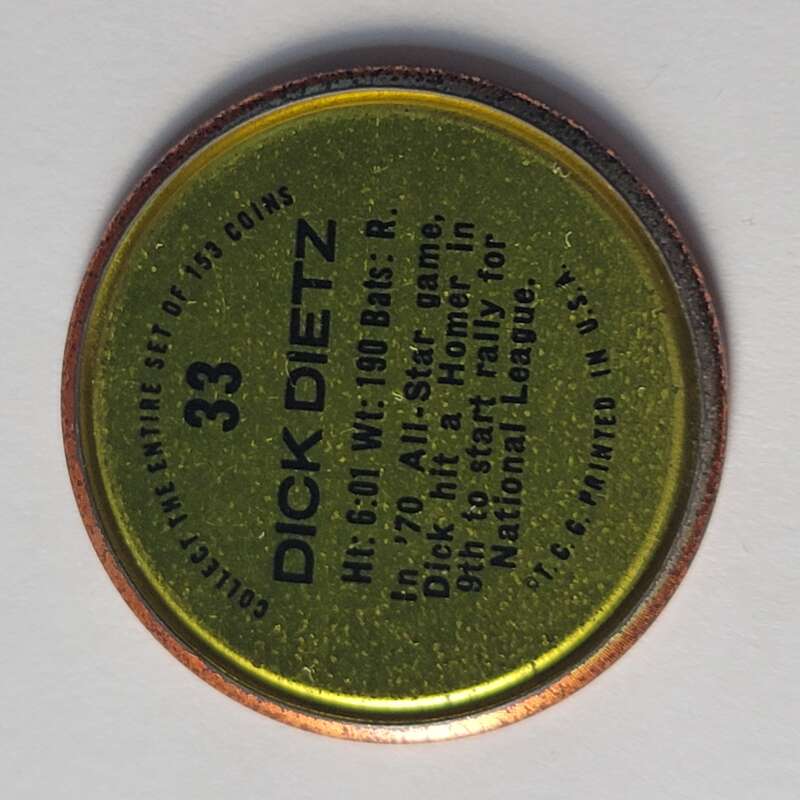 COLLECT THE ENTIRE SET OF 153 COINS
33
DICK DIETZ
Ht: 6:01 Wt: 190 Bats: R.
In '70 All-Star game,
Dick hit a Homer in
9th to start rally for
National League.
©T. C. G. PRINTED IN U.S.A.